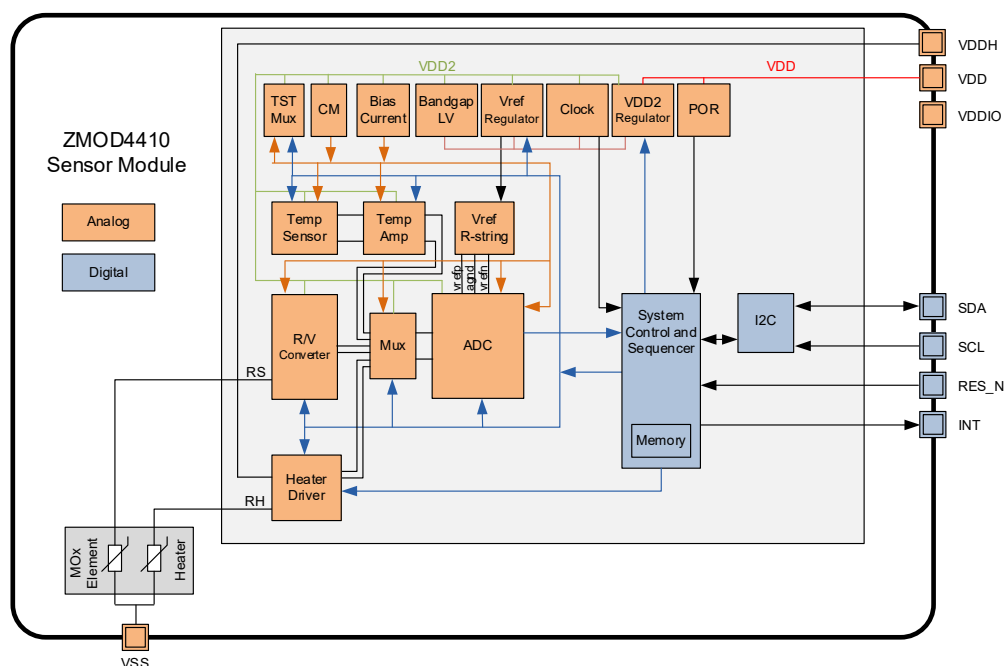 VDDH
VDD2
VDD
VDD
TST
Mux
CM
Bias
Current
Bandgap
LV
Vref
Regulator
Clock
VDD2
Regulator
POR
VDDIO
ZMOD4410
Sensor Module
Analog
Digital
Temp
Sensor
Temp
Amp
Vref
R-string
vrefp
agnd
vrefn
R/V
Converter
Mux
ADC
System
Control and
Sequencer
Memory
I2C
SDA
SCL
RES_N
INT
RS
Heater
Driver
RH
MOx
Element
Heater
VSS